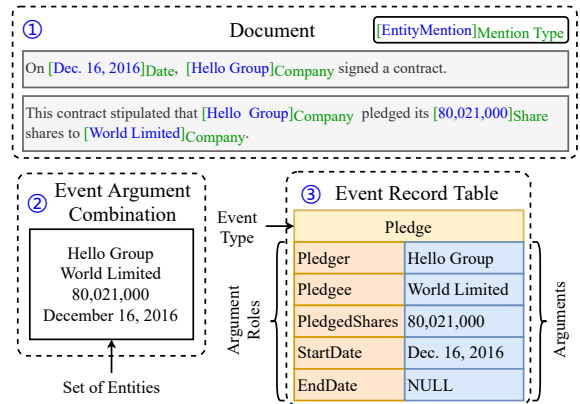 ① Document [EntityMention]Mention Type
On [Dec. 16, 2016]Date, [Hello Group]Company signed a contract.
This contract stipulated that [Hello Group]Company pledged its [80,021,000]Share
shares to [World Limited]Company.
② Event Argument
Combination
Hello Group
World Limited
80,021,000
December 16, 2016
Set of Entities
③ Event Record Table
Event
Type
Pledge
Argument
Roles
Pledger Hello Group
Pledgee World Limited
PledgedShares 80,021,000
StartDate Dec. 16, 2016
EndDate NULL
Arguments